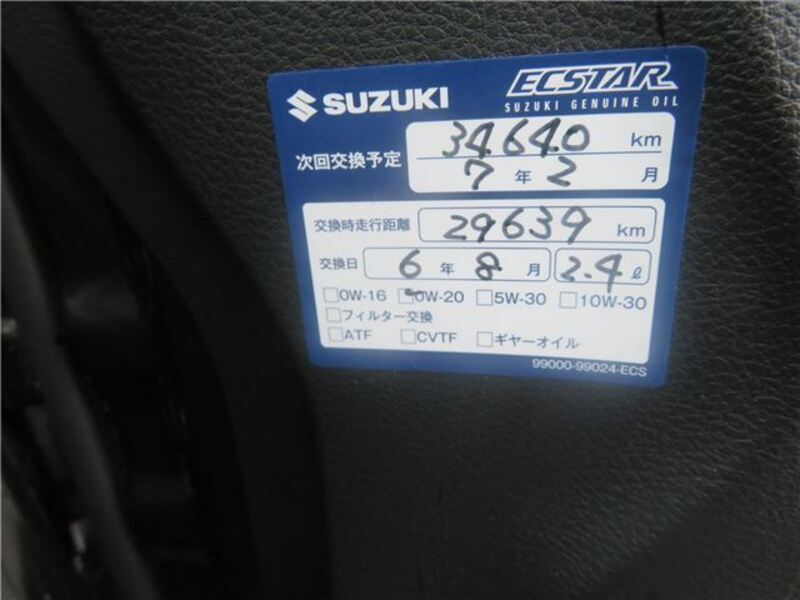 SUZUKI ECSTAR
SUZUKI GENUINE OIL
次回交換予定 34640 km
7 年 2 月
交換時走行距離 29639 km
交換日 6 年 8 月 2.4 ℓ
□0W-16 □0W-20 □5W-30 □10W-30
□フィルター交換
□ATF □CVTF □ギヤーオイル
99000-99024-ECS